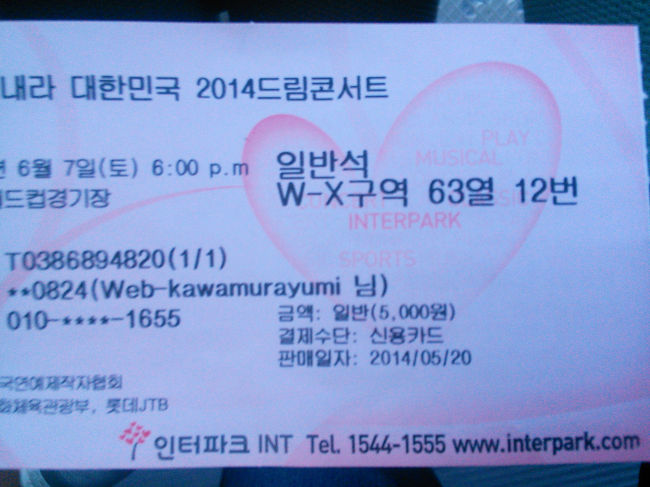 내라 대한민국 2014드림콘서트
6월 7일(토) 6:00 p.m
드컵경기장
일반석
W-X구역 63열 12번
PLAY
MUSICAL
INTERPARK
SPORTS
T0386894820(1/1)
**0824(Web-kawamurayumi 님)
010-****-1655
금액: 일반(5,000원)
결제수단: 신용카드
판매일자: 2014/05/20
국연예제작자협회
화체육관광부, 롯데JTB
인터파크 INT Tel. 1544-1555 www.interpark.com